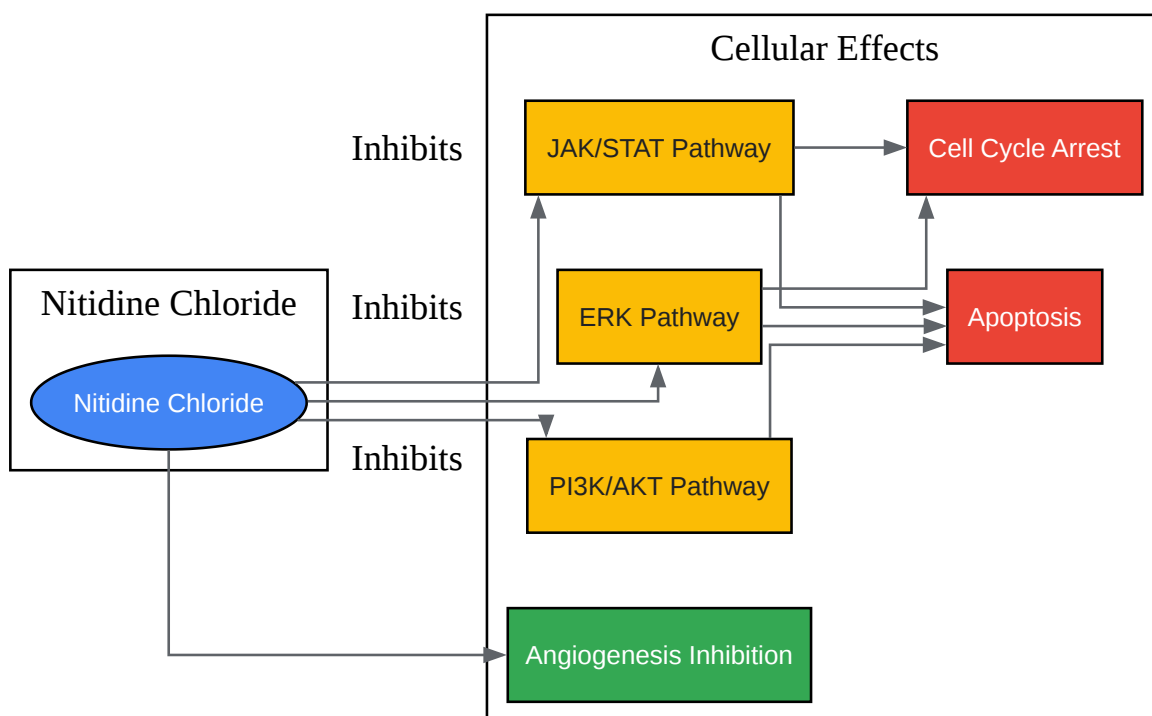 Cellular Effects
Inhibits
JAK/STAT Pathway
Cell Cycle Arrest
Nitidine Chloride
Inhibits
ERK Pathway
Apoptosis
Nitidine Chloride
Inhibits
PI3K/AKT Pathway
Angiogenesis Inhibition